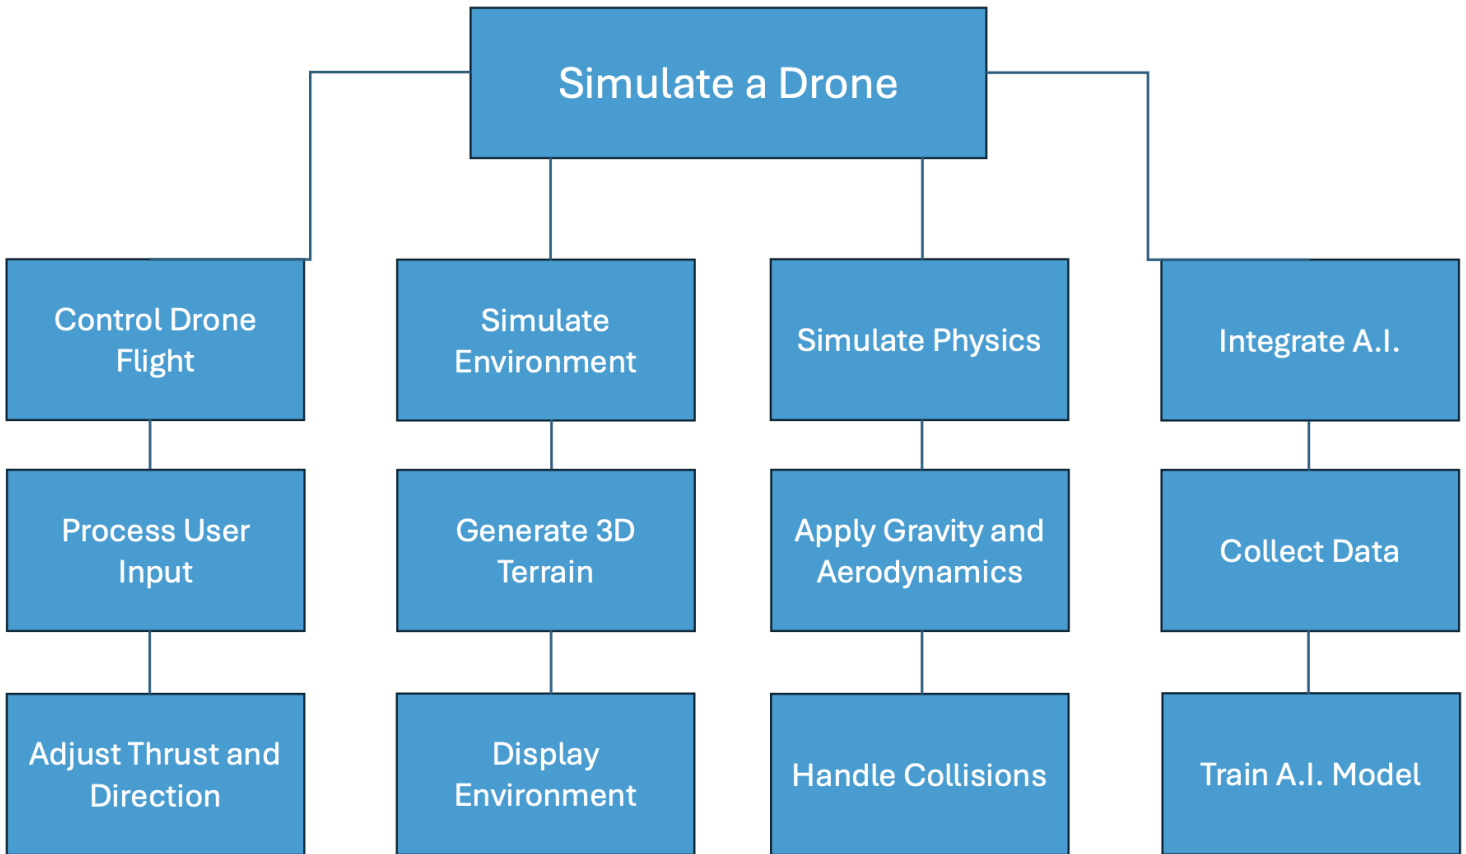 Simulate a Drone
Control Drone
Flight
Simulate
Environment
Simulate Physics
Integrate A.I.
Process User
Input
Generate 3D
Terrain
Apply Gravity and
Aerodynamics
Collect Data
Adjust Thrust and
Direction
Display
Environment
Handle Collisions
Train A.I. Model